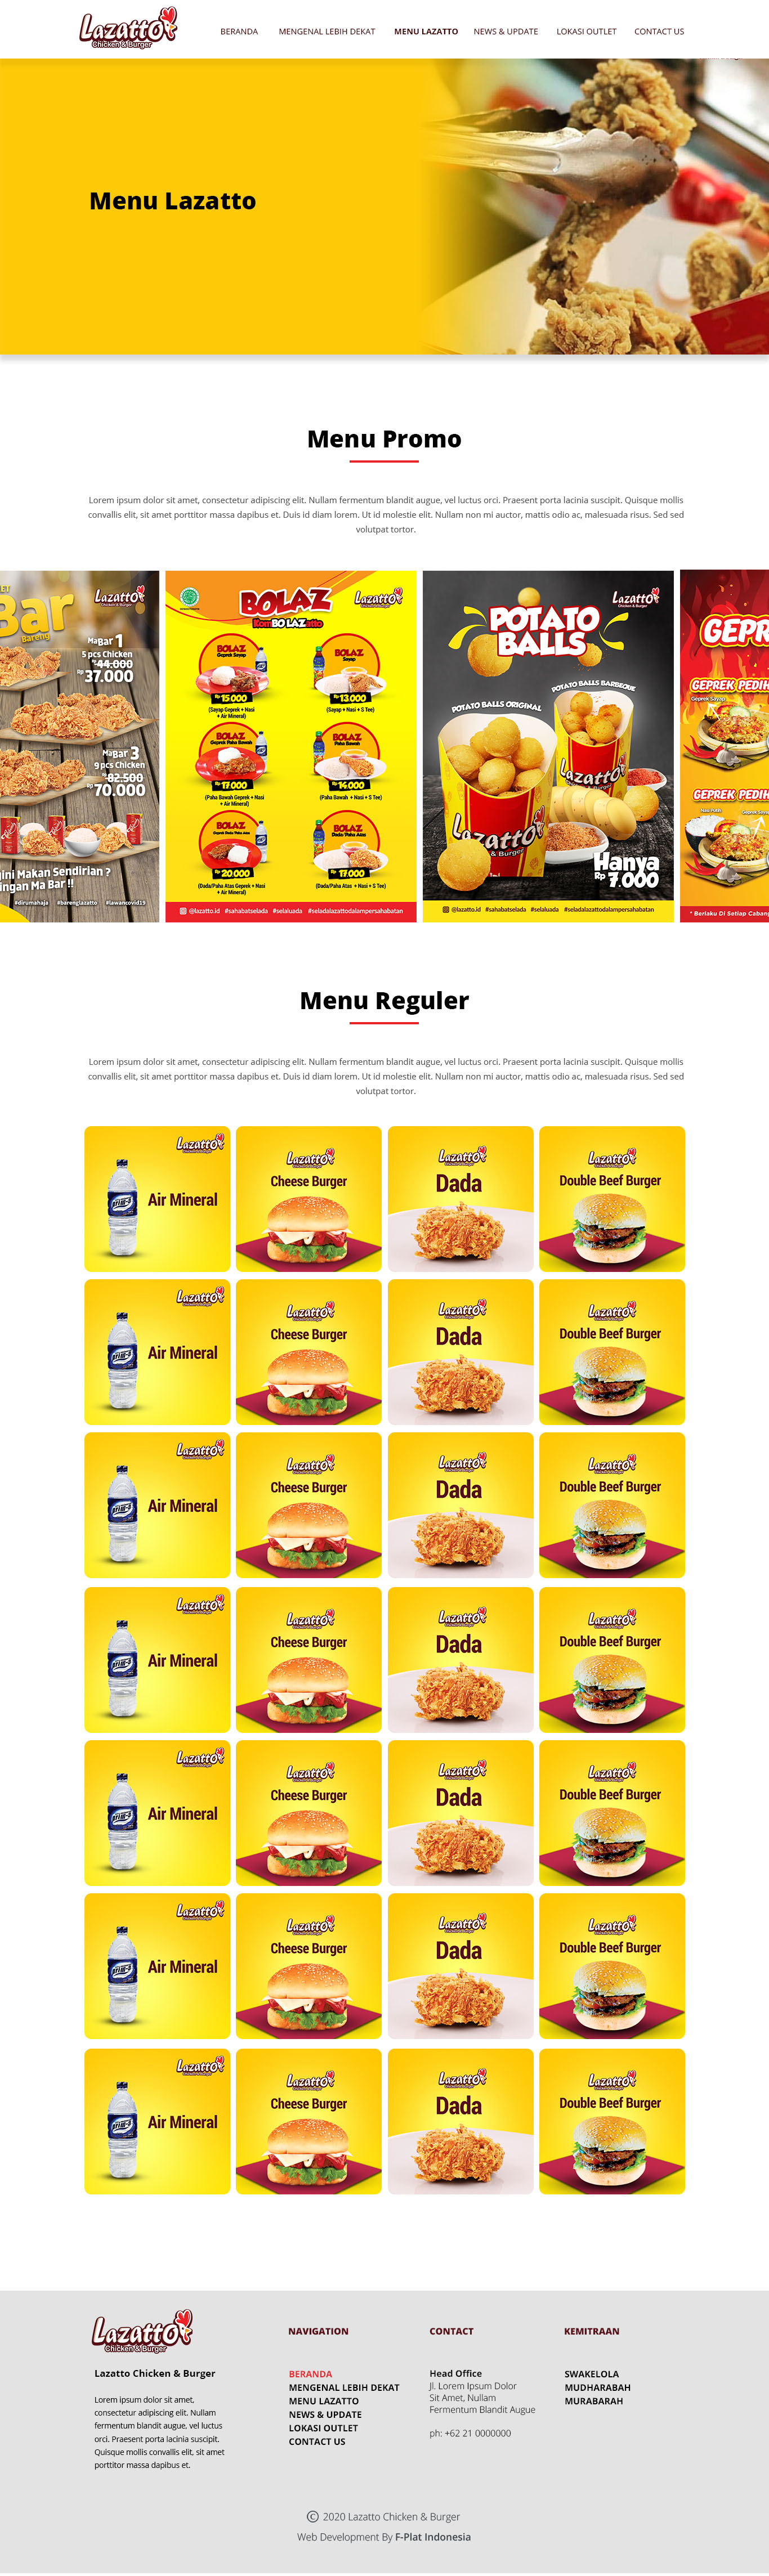 Lazatto
Chicken & Burger
BERANDA
MENGENAL LEBIH DEKAT
MENU LAZATTO
NEWS & UPDATE
LOKASI OUTLET
CONTACT US
Menu Lazatto
Menu Promo
Lorem ipsum dolor sit amet, consectetur adipiscing elit. Nullam fermentum blandit augue, vel luctus orci. Praesent porta lacinia suscipit. Quisque mollis
convallis elit, sit amet porttitor massa dapibus et. Duis id diam lorem. Ut id molestie elit. Nullam non mi auctor, mattis odio ac, malesuada risus. Sed sed
volutpat tortor.
Bar
Bareng
Lazatto
Chicken & Burger
MaBar 1
5 pcs Chicken
Rp 44.000
Rp 37.000
MaBar 3
9 pcs Chicken
Rp 82.500
Rp 70.000
ini Makan Sendirian ?
ngan Ma Bar !!
#dirumahaja #barenglazatto #lawancovid19
Lazatto
BOLAZ
KomBOLAZatto
BOLAZ
Geprek Sayap
Rp 15.000
(Sayap Geprek + Nasi
+ Air Mineral)
BOLAZ
Sayap
Rp 13.000
(Sayap + Nasi + S Tee)
BOLAZ
Geprek Paha Bawah
Rp 17.000
(Paha Bawah Geprek + Nasi
+ Air Mineral)
BOLAZ
Paha Bawah
Rp 14.000
(Paha Bawah + Nasi + S Tee)
BOLAZ
Geprek Dada/Paha Atas
Rp 20.000
(Dada/Paha Atas Geprek + Nasi
+ Air Mineral)
BOLAZ
Dada/Paha Atas
Rp 17.000
(Dada/Paha Atas + Nasi + S Tee)
@lazatto.id #sahabatselada #selaluada #seladalazattodalampersahabatan
Lazatto
Chicken & Burger
POTATO
BALLS
POTATO BALLS ORIGINAL
POTATO BALLS BARBEQUE
Lazatto
Lazatto
& Burger
Hanya
Rp 7.000
@lazatto.id #sahabatselada #selaluada #seladalazattodalampersahabatan
GEPR
GEPREK PEDIH
Geprek Sayap
GEPREK PEDIH
Nasi Putih
* Berlaku Di Setiap Cabang
Menu Reguler
Lorem ipsum dolor sit amet, consectetur adipiscing elit. Nullam fermentum blandit augue, vel luctus orci. Praesent porta lacinia suscipit. Quisque mollis
convallis elit, sit amet porttitor massa dapibus et. Duis id diam lorem. Ut id molestie elit. Nullam non mi auctor, mattis odio ac, malesuada risus. Sed sed
volutpat tortor.
Lazatto
Air Mineral
Lazatto
Cheese Burger
Lazatto
Dada
Lazatto
Double Beef Burger
Lazatto
Air Mineral
Lazatto
Cheese Burger
Lazatto
Dada
Lazatto
Double Beef Burger
Lazatto
Air Mineral
Lazatto
Cheese Burger
Lazatto
Dada
Lazatto
Double Beef Burger
Lazatto
Air Mineral
Lazatto
Cheese Burger
Lazatto
Dada
Lazatto
Double Beef Burger
Lazatto
Air Mineral
Lazatto
Cheese Burger
Lazatto
Dada
Lazatto
Double Beef Burger
Lazatto
Air Mineral
Lazatto
Cheese Burger
Lazatto
Dada
Lazatto
Double Beef Burger
Lazatto
Air Mineral
Lazatto
Cheese Burger
Lazatto
Dada
Lazatto
Double Beef Burger
Lazatto
Chicken & Burger
Lazatto Chicken & Burger
Lorem ipsum dolor sit amet,
consectetur adipiscing elit. Nullam
fermentum blandit augue, vel luctus
orci. Praesent porta lacinia suscipit.
Quisque mollis convallis elit, sit amet
porttitor massa dapibus et.
NAVIGATION
BERANDA
MENGENAL LEBIH DEKAT
MENU LAZATTO
NEWS & UPDATE
LOKASI OUTLET
CONTACT US
CONTACT
Head Office
Jl. Lorem Ipsum Dolor
Sit Amet, Nullam
Fermentum Blandit Augue
ph: +62 21 0000000
KEMITRAAN
SWAKELOLA
MUDHARABAH
MURABARAH
© 2020 Lazatto Chicken & Burger
Web Development By F-Plat Indonesia